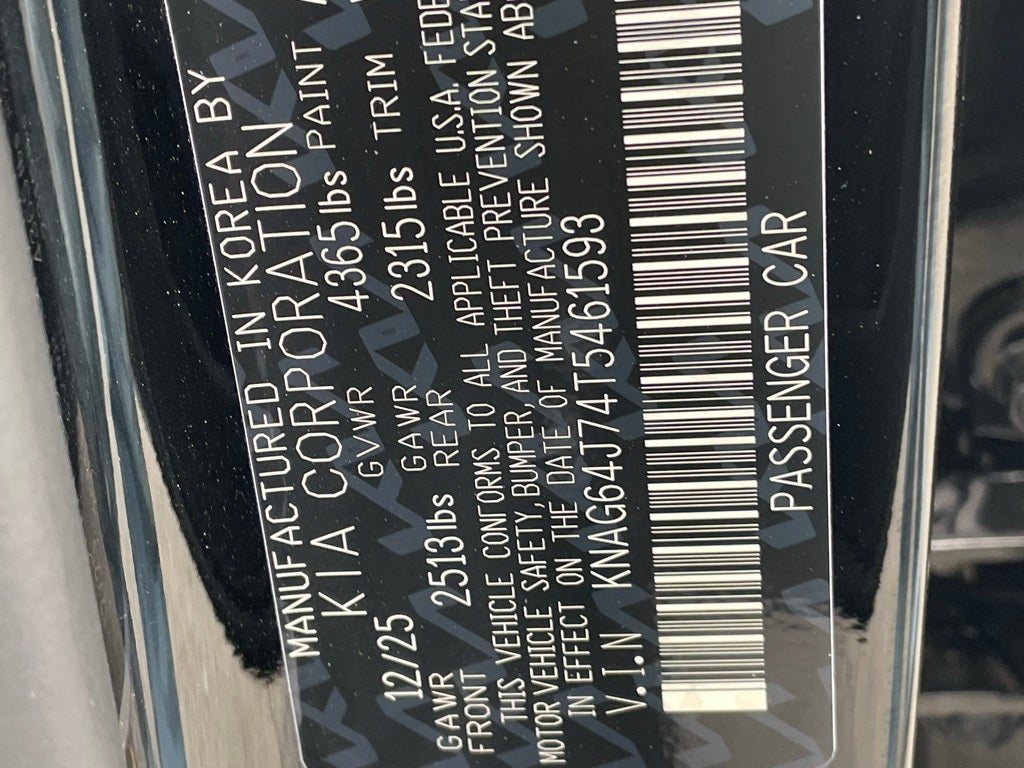 MANUFACTURED IN KOREA BY
KIA CORPORATION
12/25 GVWR 4365lbs PAINT
GAWR FRONT 2513lbs GAWR REAR 2315lbs TRIM
THIS VEHICLE CONFORMS TO ALL APPLICABLE U.S.A. FEDE
MOTOR VEHICLE SAFETY, BUMPER, AND THEFT PREVENTION STA
IN EFFECT ON THE DATE OF MANUFACTURE SHOWN AB
V.I.N KNAG64J74T5461593
PASSENGER CAR